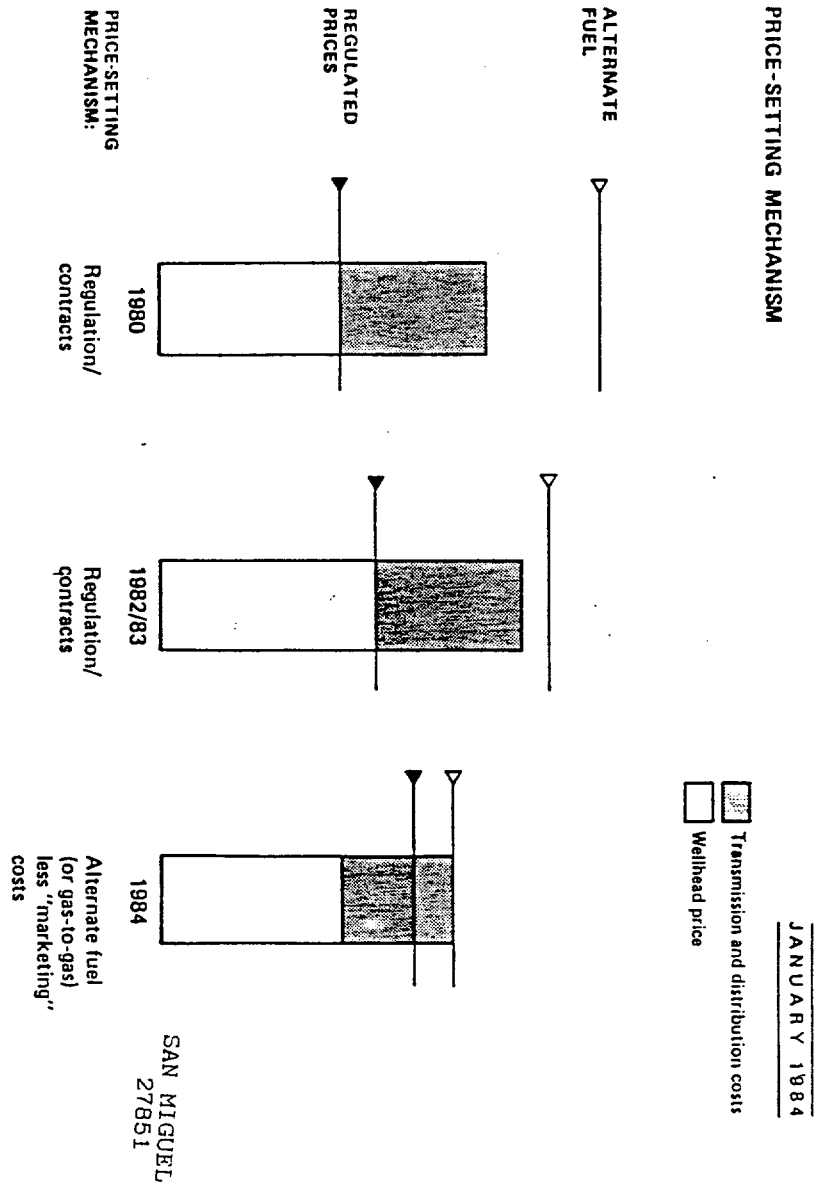 PRICE-SETTING MECHANISM
JANUARY 1984
Transmission and distribution costs
Wellhead price
ALTERNATE
FUEL
REGULATED
PRICES
1980
1982/83
1984
PRICE-SETTING
MECHANISM:
Regulation/
contracts
Regulation/
contracts
Alternate fuel
(or gas-to-gas)
less "marketing"
costs
SAN MIGUEL
27851